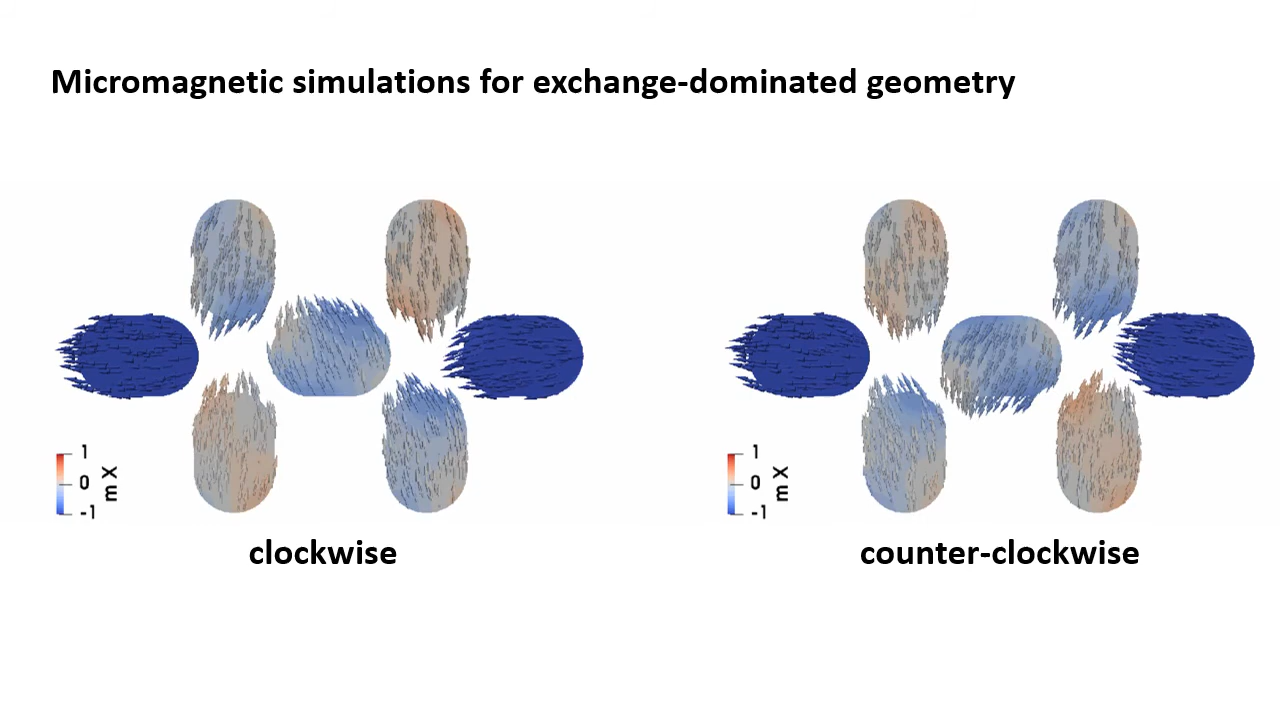 Micromagnetic simulations for exchange-dominated geometry
1
0
-1
m X
1
0
-1
m X
clockwise
counter-clockwise